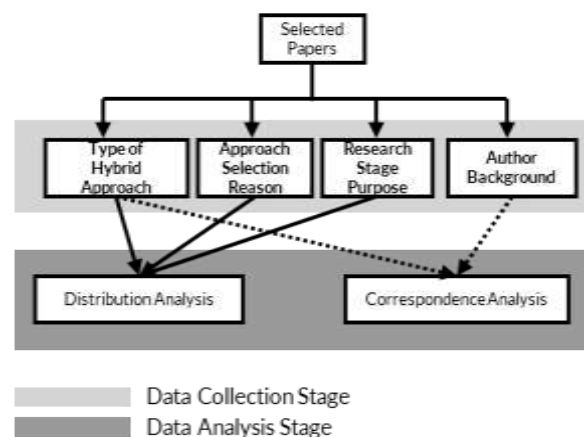 Selected
Papers
Type of
Hybrid
Approach
Approach
Selection
Reason
Research
Stage
Purpose
Author
Background
Distribution Analysis
Correspondence Analysis
Data Collection Stage
Data Analysis Stage